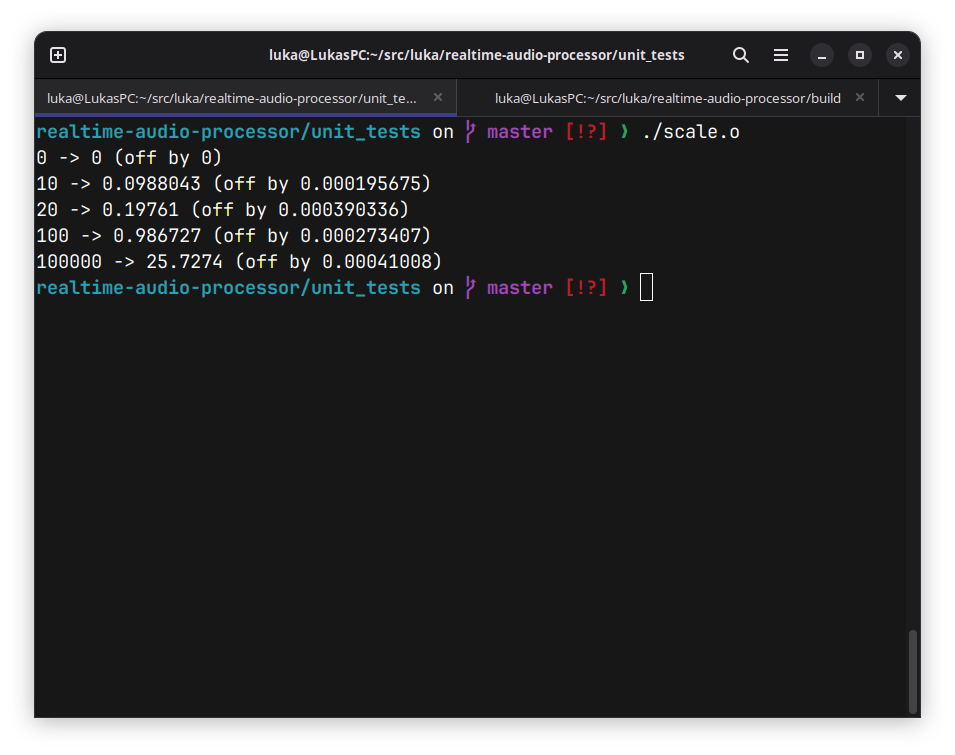 luka@LukasPC:~/src/luka/realtime-audio-processor/unit_tests
luka@LukasPC:~/src/luka/realtime-audio-processor/unit_te...
luka@LukasPC:~/src/luka/realtime-audio-processor/build
realtime-audio-processor/unit_tests on master [!?] ❯ ./scale.o
0 -> 0 (off by 0)
10 -> 0.0988043 (off by 0.000195675)
20 -> 0.19761 (off by 0.000390336)
100 -> 0.986727 (off by 0.000273407)
100000 -> 25.7274 (off by 0.00041008)
realtime-audio-processor/unit_tests on master [!?] ❯